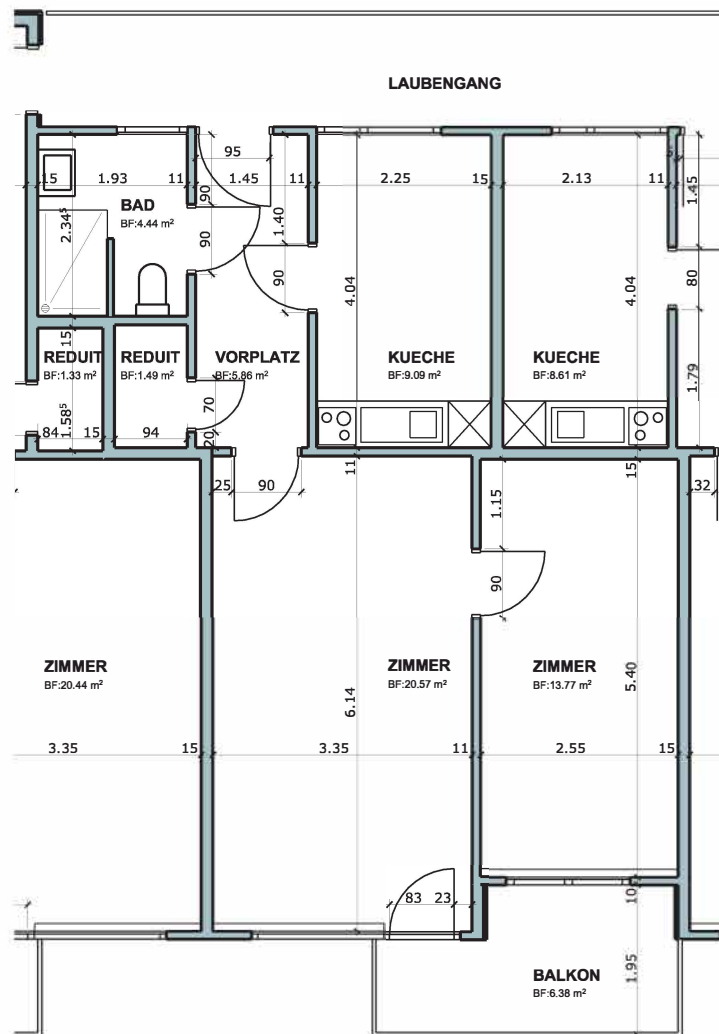 LAUBENGANG
95
5
15
1.93
11
1.45
11
2.25
15
2.13
11
1.45
90
BAD
BF:4.44 m²
2.34⁵
1.40
90
90
4.04
4.04
80
15
REDUIT
BF:1.33 m²
REDUIT
BF:1.49 m²
VORPLATZ
BF:5.86 m²
KUECHE
BF:9.09 m²
KUECHE
BF:8.61 m²
1.79
70
1.58⁵
84
15
94
20
11
15
25
90
1.15
32
90
ZIMMER
BF:20.44 m²
ZIMMER
BF:20.57 m²
ZIMMER
BF:13.77 m²
5.40
6.14
3.35
15
3.35
11
2.55
15
83
23
10
1.95
BALKON
BF:6.38 m²